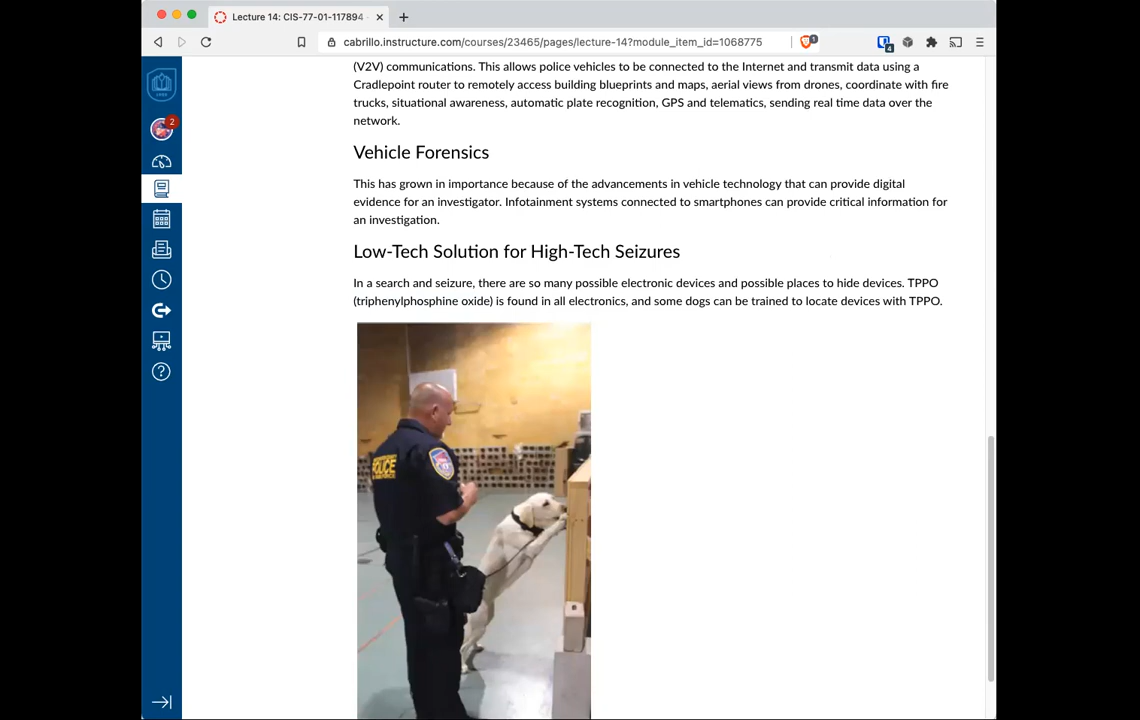 Lecture 14: CIS-77-01-117894
cabrillo.instructure.com/courses/23465/pages/lecture-14?module_item_id=1068775
1
4
2
(V2V) communications. This allows police vehicles to be connected to the Internet and transmit data using a
Cradlepoint router to remotely access building blueprints and maps, aerial views from drones, coordinate with fire
trucks, situational awareness, automatic plate recognition, GPS and telematics, sending real time data over the
network.
Vehicle Forensics
This has grown in importance because of the advancements in vehicle technology that can provide digital
evidence for an investigator. Infotainment systems connected to smartphones can provide critical information for
an investigation.
Low-Tech Solution for High-Tech Seizures
In a search and seizure, there are so many possible electronic devices and possible places to hide devices. TPPO
(triphenylphosphine oxide) is found in all electronics, and some dogs can be trained to locate devices with TPPO.
POLICE